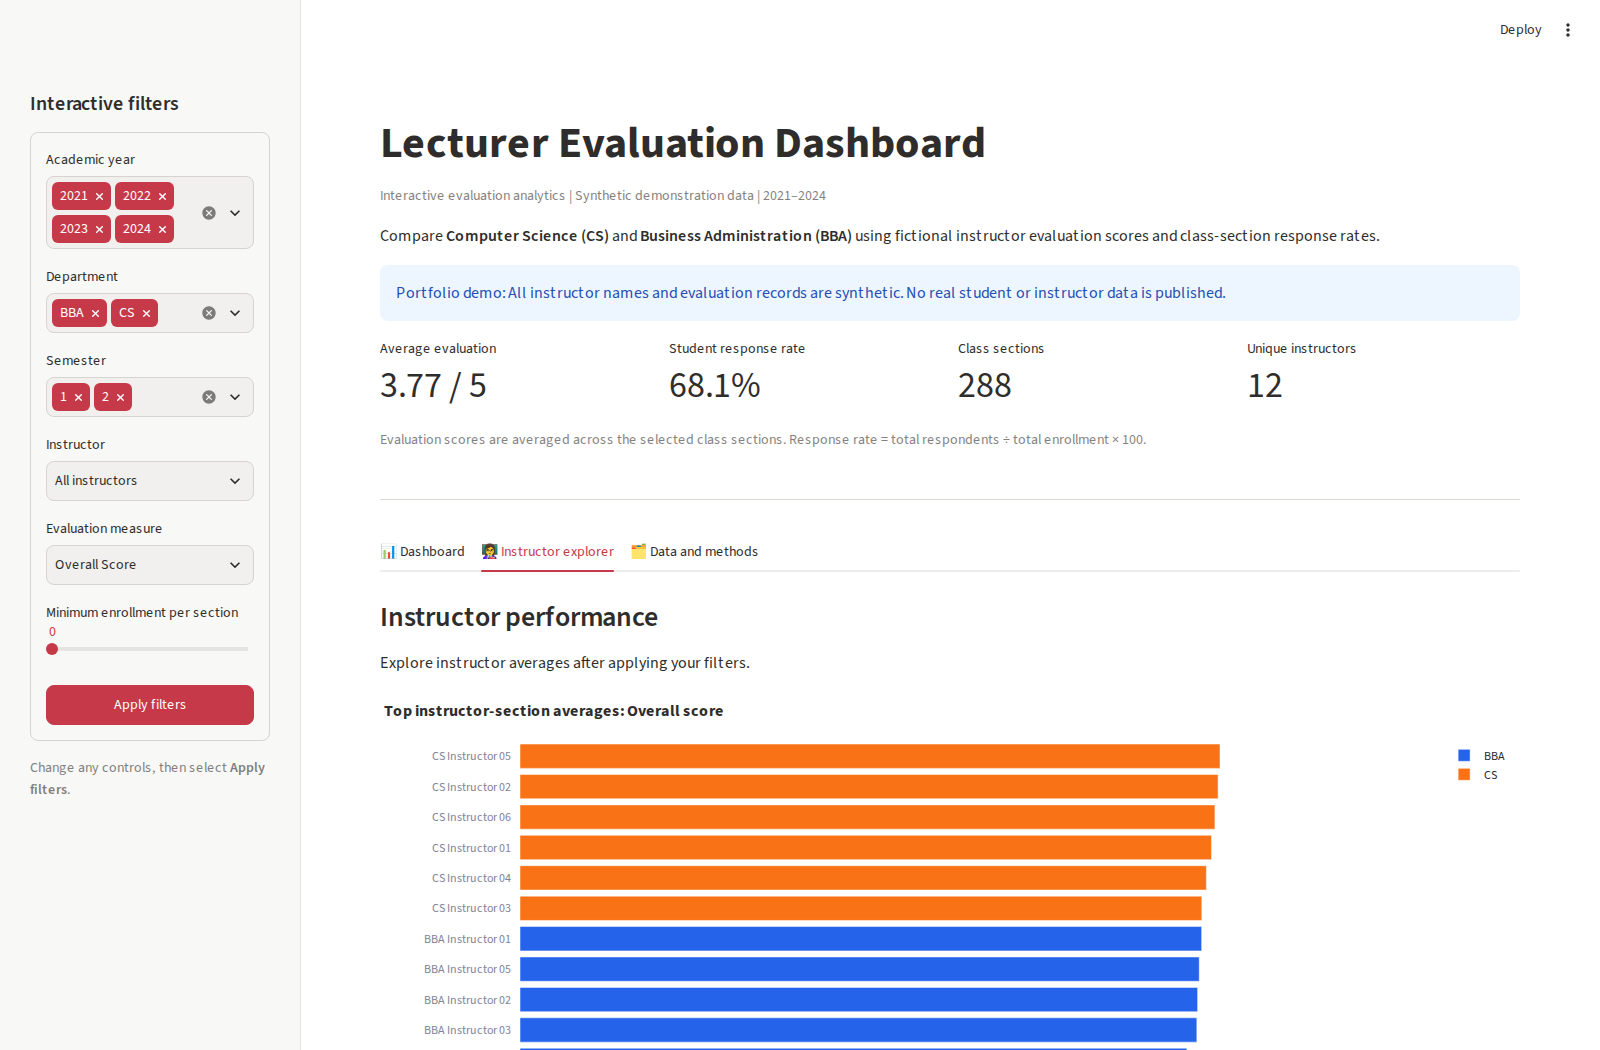 Deploy
Interactive filters
Academic year
2021 2022
2023 2024
Department
BBA CS
Semester
1 2
Instructor
All instructors
Evaluation measure
Overall Score
Minimum enrollment per section
0
Apply filters
Change any controls, then select Apply
filters.
Lecturer Evaluation Dashboard
Interactive evaluation analytics | Synthetic demonstration data | 2021–2024
Compare Computer Science (CS) and Business Administration (BBA) using fictional instructor evaluation scores and class-section response rates.
Portfolio demo: All instructor names and evaluation records are synthetic. No real student or instructor data is published.
Average evaluation
3.77 / 5
Student response rate
68.1%
Class sections
288
Unique instructors
12
Evaluation scores are averaged across the selected class sections. Response rate = total respondents ÷ total enrollment × 100.
Dashboard
Instructor explorer
Data and methods
Instructor performance
Explore instructor averages after applying your filters.
Top instructor-section averages: Overall score
CS Instructor 05
CS Instructor 02
CS Instructor 06
CS Instructor 01
CS Instructor 04
CS Instructor 03
BBA Instructor 01
BBA Instructor 05
BBA Instructor 02
BBA Instructor 03
BBA
CS